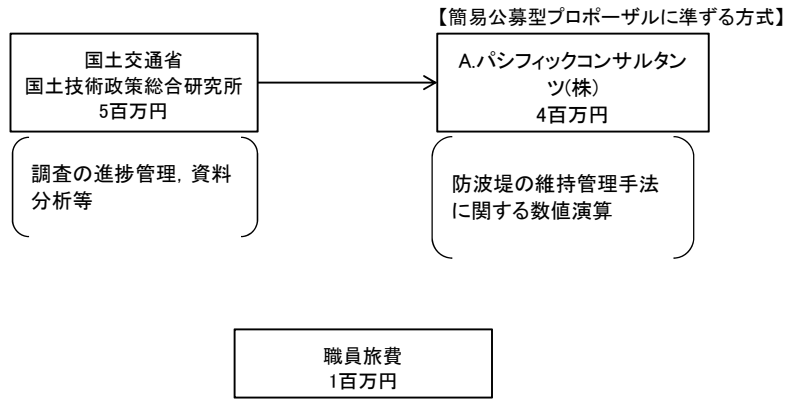 【簡易公募型プロポーザルに準ずる方式】
国土交通省
国土技術政策総合研究所
5百万円
A.パシフィックコンサルタン
ツ(株)
4百万円
調査の進捗管理，資料
分析等
防波堤の維持管理手法
に関する数値演算
職員旅費
1百万円